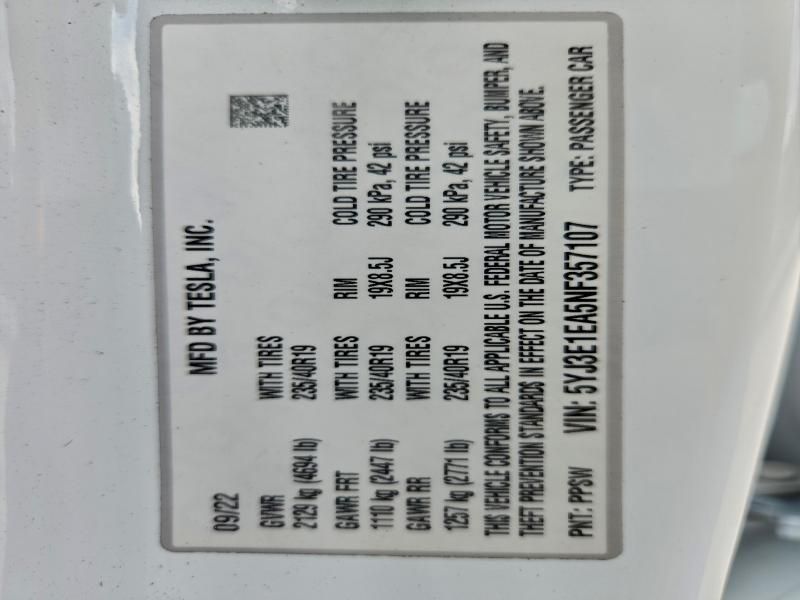 MFD BY TESLA, INC.
09/22
GVWR WITH TIRES
2129 kg (4694 lb) 235/40R19
GAWR FRT WITH TIRES RIM COLD TIRE PRESSURE
1110 kg (2447 lb) 235/40R19 19X8.5J 290 kPa, 42 psi
GAWR RR WITH TIRES RIM COLD TIRE PRESSURE
1257 kg (2771 lb) 235/40R19 19X8.5J 290 kPa, 42 psi
THIS VEHICLE CONFORMS TO ALL APPLICABLE U.S. FEDERAL MOTOR VEHICLE SAFETY, BUMPER, AND
THEFT PREVENTION STANDARDS IN EFFECT ON THE DATE OF MANUFACTURE SHOWN ABOVE.
PNT: PPSW VIN: 5YJ3E1EA5NF357107 TYPE: PASSENGER CAR